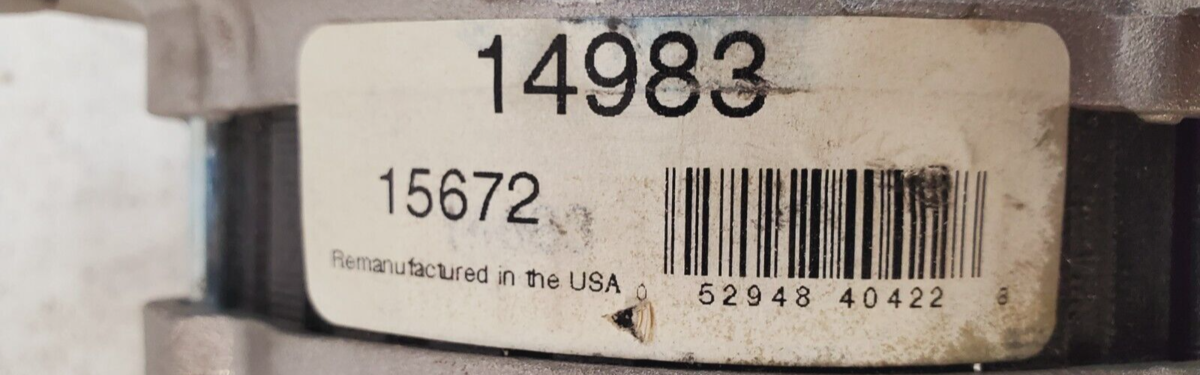 14983
15672
Remanufactured in the USA
0 52948 40422 8